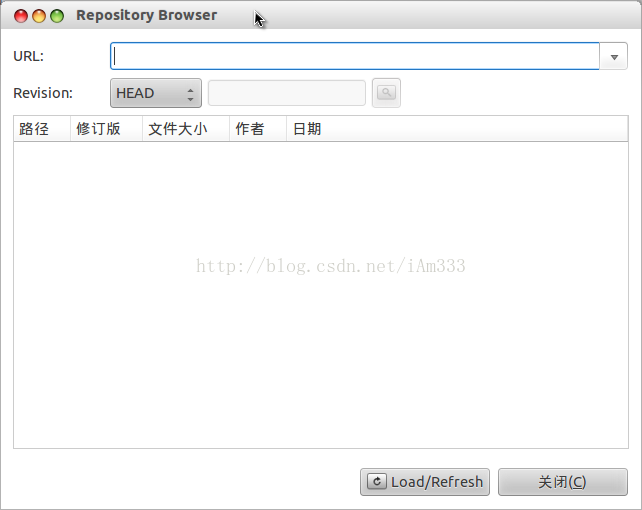 Repository Browser
URL:
Revision: HEAD
路径 修订版 文件大小 作者 日期
http://blog.csdn.net/iAm333
Load/Refresh 关闭(C)